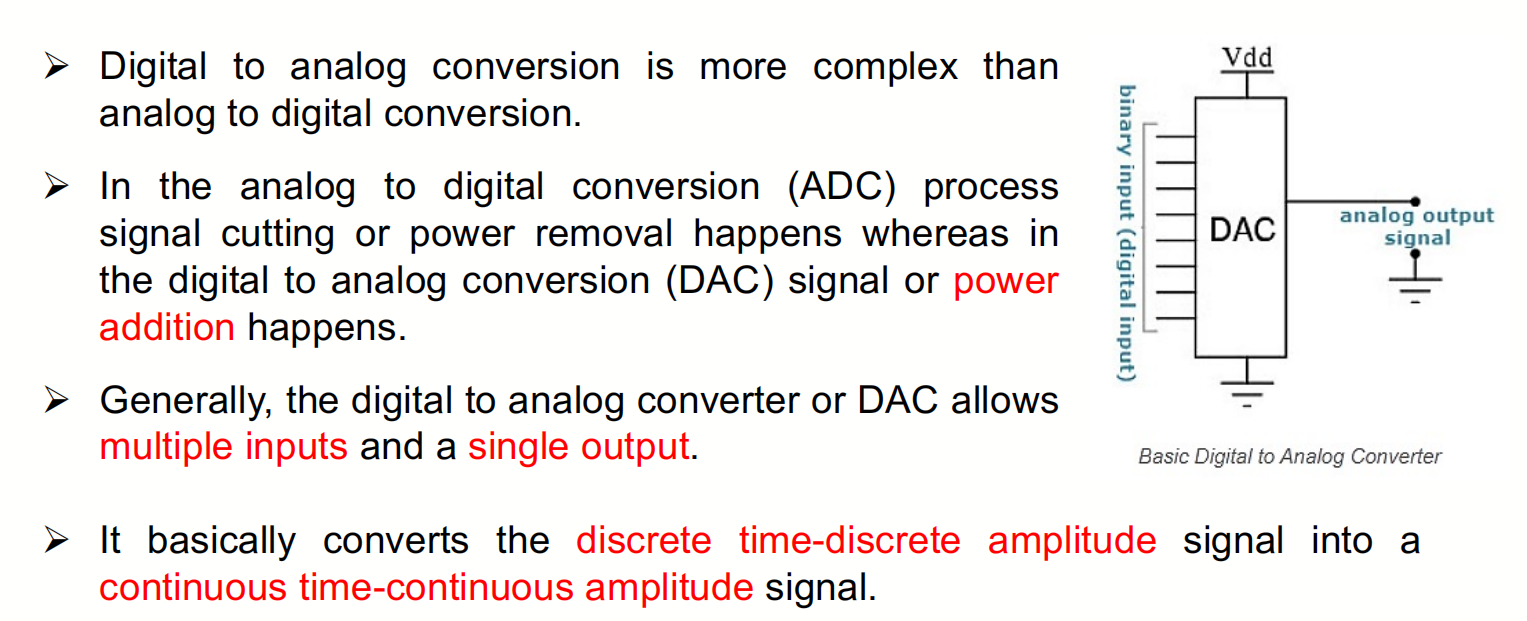 ➢ Digital to analog conversion is more complex than
analog to digital conversion.
➢ In the analog to digital conversion (ADC) process
signal cutting or power removal happens whereas in
the digital to analog conversion (DAC) signal or power
addition happens.
➢ Generally, the digital to analog converter or DAC allows
multiple inputs and a single output.
➢ It basically converts the discrete time-discrete amplitude signal into a
continuous time-continuous amplitude signal.
Vdd
binary input (digital input)
DAC
analog output
signal
Basic Digital to Analog Converter